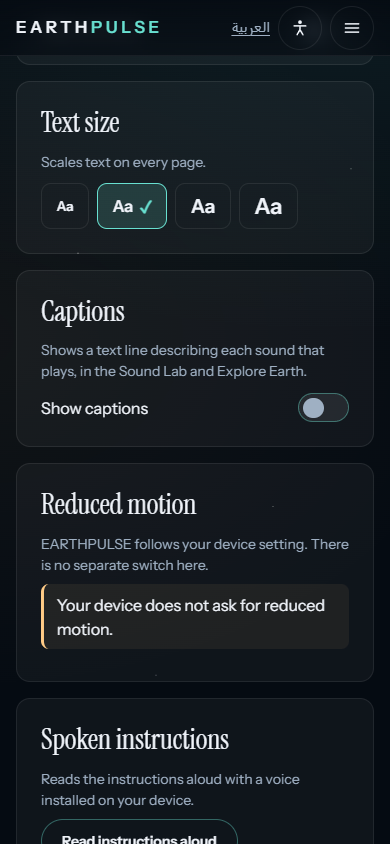 EARTHPULSE
العربية
Text size
Scales text on every page.
Aa Aa ✓ Aa Aa
Captions
Shows a text line describing each sound that
plays, in the Sound Lab and Explore Earth.
Show captions
Reduced motion
EARTHPULSE follows your device setting. There
is no separate switch here.
Your device does not ask for reduced
motion.
Spoken instructions
Reads the instructions aloud with a voice
installed on your device.
Read instructions aloud